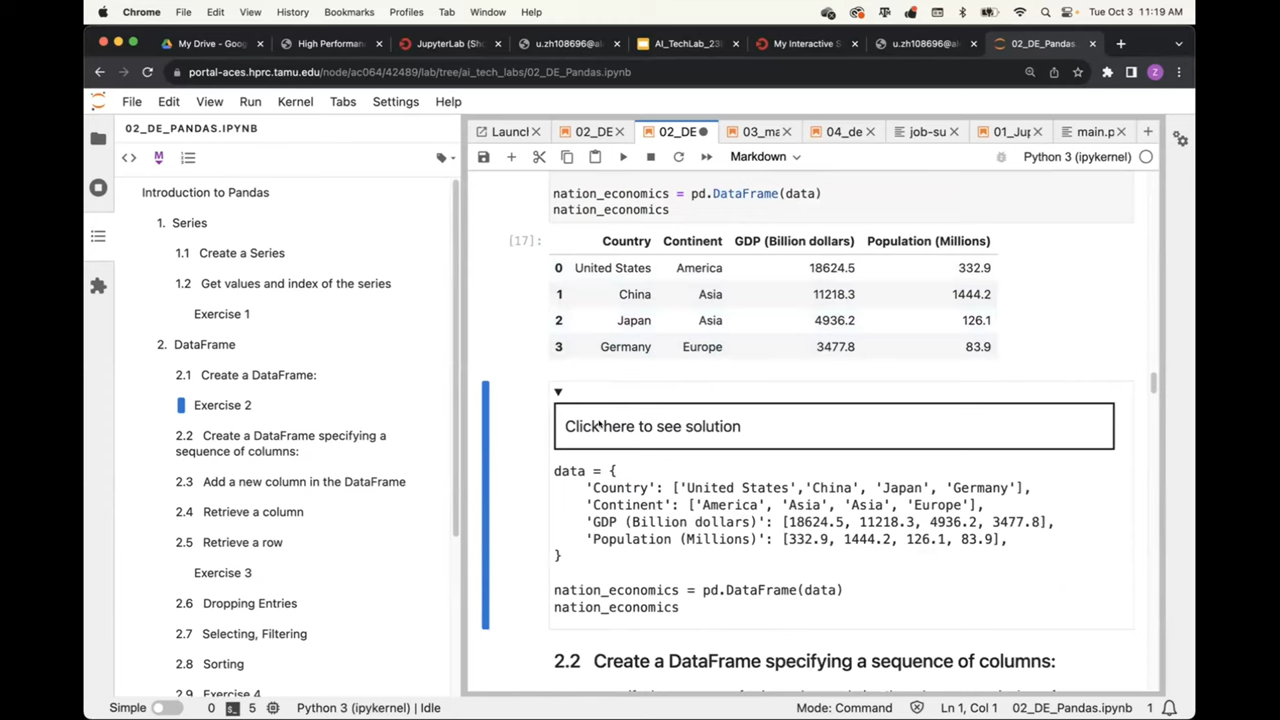 Chrome File Edit View History Bookmarks Profiles Tab Window Help Tue Oct 3 11:19 AM
My Drive - Goog High Performan JupyterLab (Sho u.zh108696@al AI_TechLab_23 My Interactive S u.zh108696@al 02_DE_Pandas.
portal-aces.hprc.tamu.edu/node/ac064/42489/lab/tree/ai_tech_labs/02_DE_Pandas.ipynb Z
File Edit View Run Kernel Tabs Settings Help
02_DE_PANDAS.IPYNB
Introduction to Pandas
1. Series
1.1 Create a Series
1.2 Get values and index of the series
Exercise 1
2. DataFrame
2.1 Create a DataFrame:
Exercise 2
2.2 Create a DataFrame specifying a
sequence of columns:
2.3 Add a new column in the DataFrame
2.4 Retrieve a column
2.5 Retrieve a row
Exercise 3
2.6 Dropping Entries
2.7 Selecting, Filtering
2.8 Sorting
2.9 Exercise 4
Launcl 02_DE 02_DE 03_ma 04_de job-su 01_Jup main.p
Markdown Python 3 (ipykernel)
nation_economics = pd.DataFrame(data)
nation_economics
[17]: Country Continent GDP (Billion dollars) Population (Millions)
0 United States America 18624.5 332.9
1 China Asia 11218.3 1444.2
2 Japan Asia 4936.2 126.1
3 Germany Europe 3477.8 83.9
Click here to see solution
data = {
'Country': ['United States','China', 'Japan', 'Germany'],
'Continent': ['America', 'Asia', 'Asia', 'Europe'],
'GDP (Billion dollars)': [18624.5, 11218.3, 4936.2, 3477.8],
'Population (Millions)': [332.9, 1444.2, 126.1, 83.9],
}
nation_economics = pd.DataFrame(data)
nation_economics
2.2 Create a DataFrame specifying a sequence of columns:
Simple 0 5 Python 3 (ipykernel) | Idle Mode: Command Ln 1, Col 1 02_DE_Pandas.ipynb 1